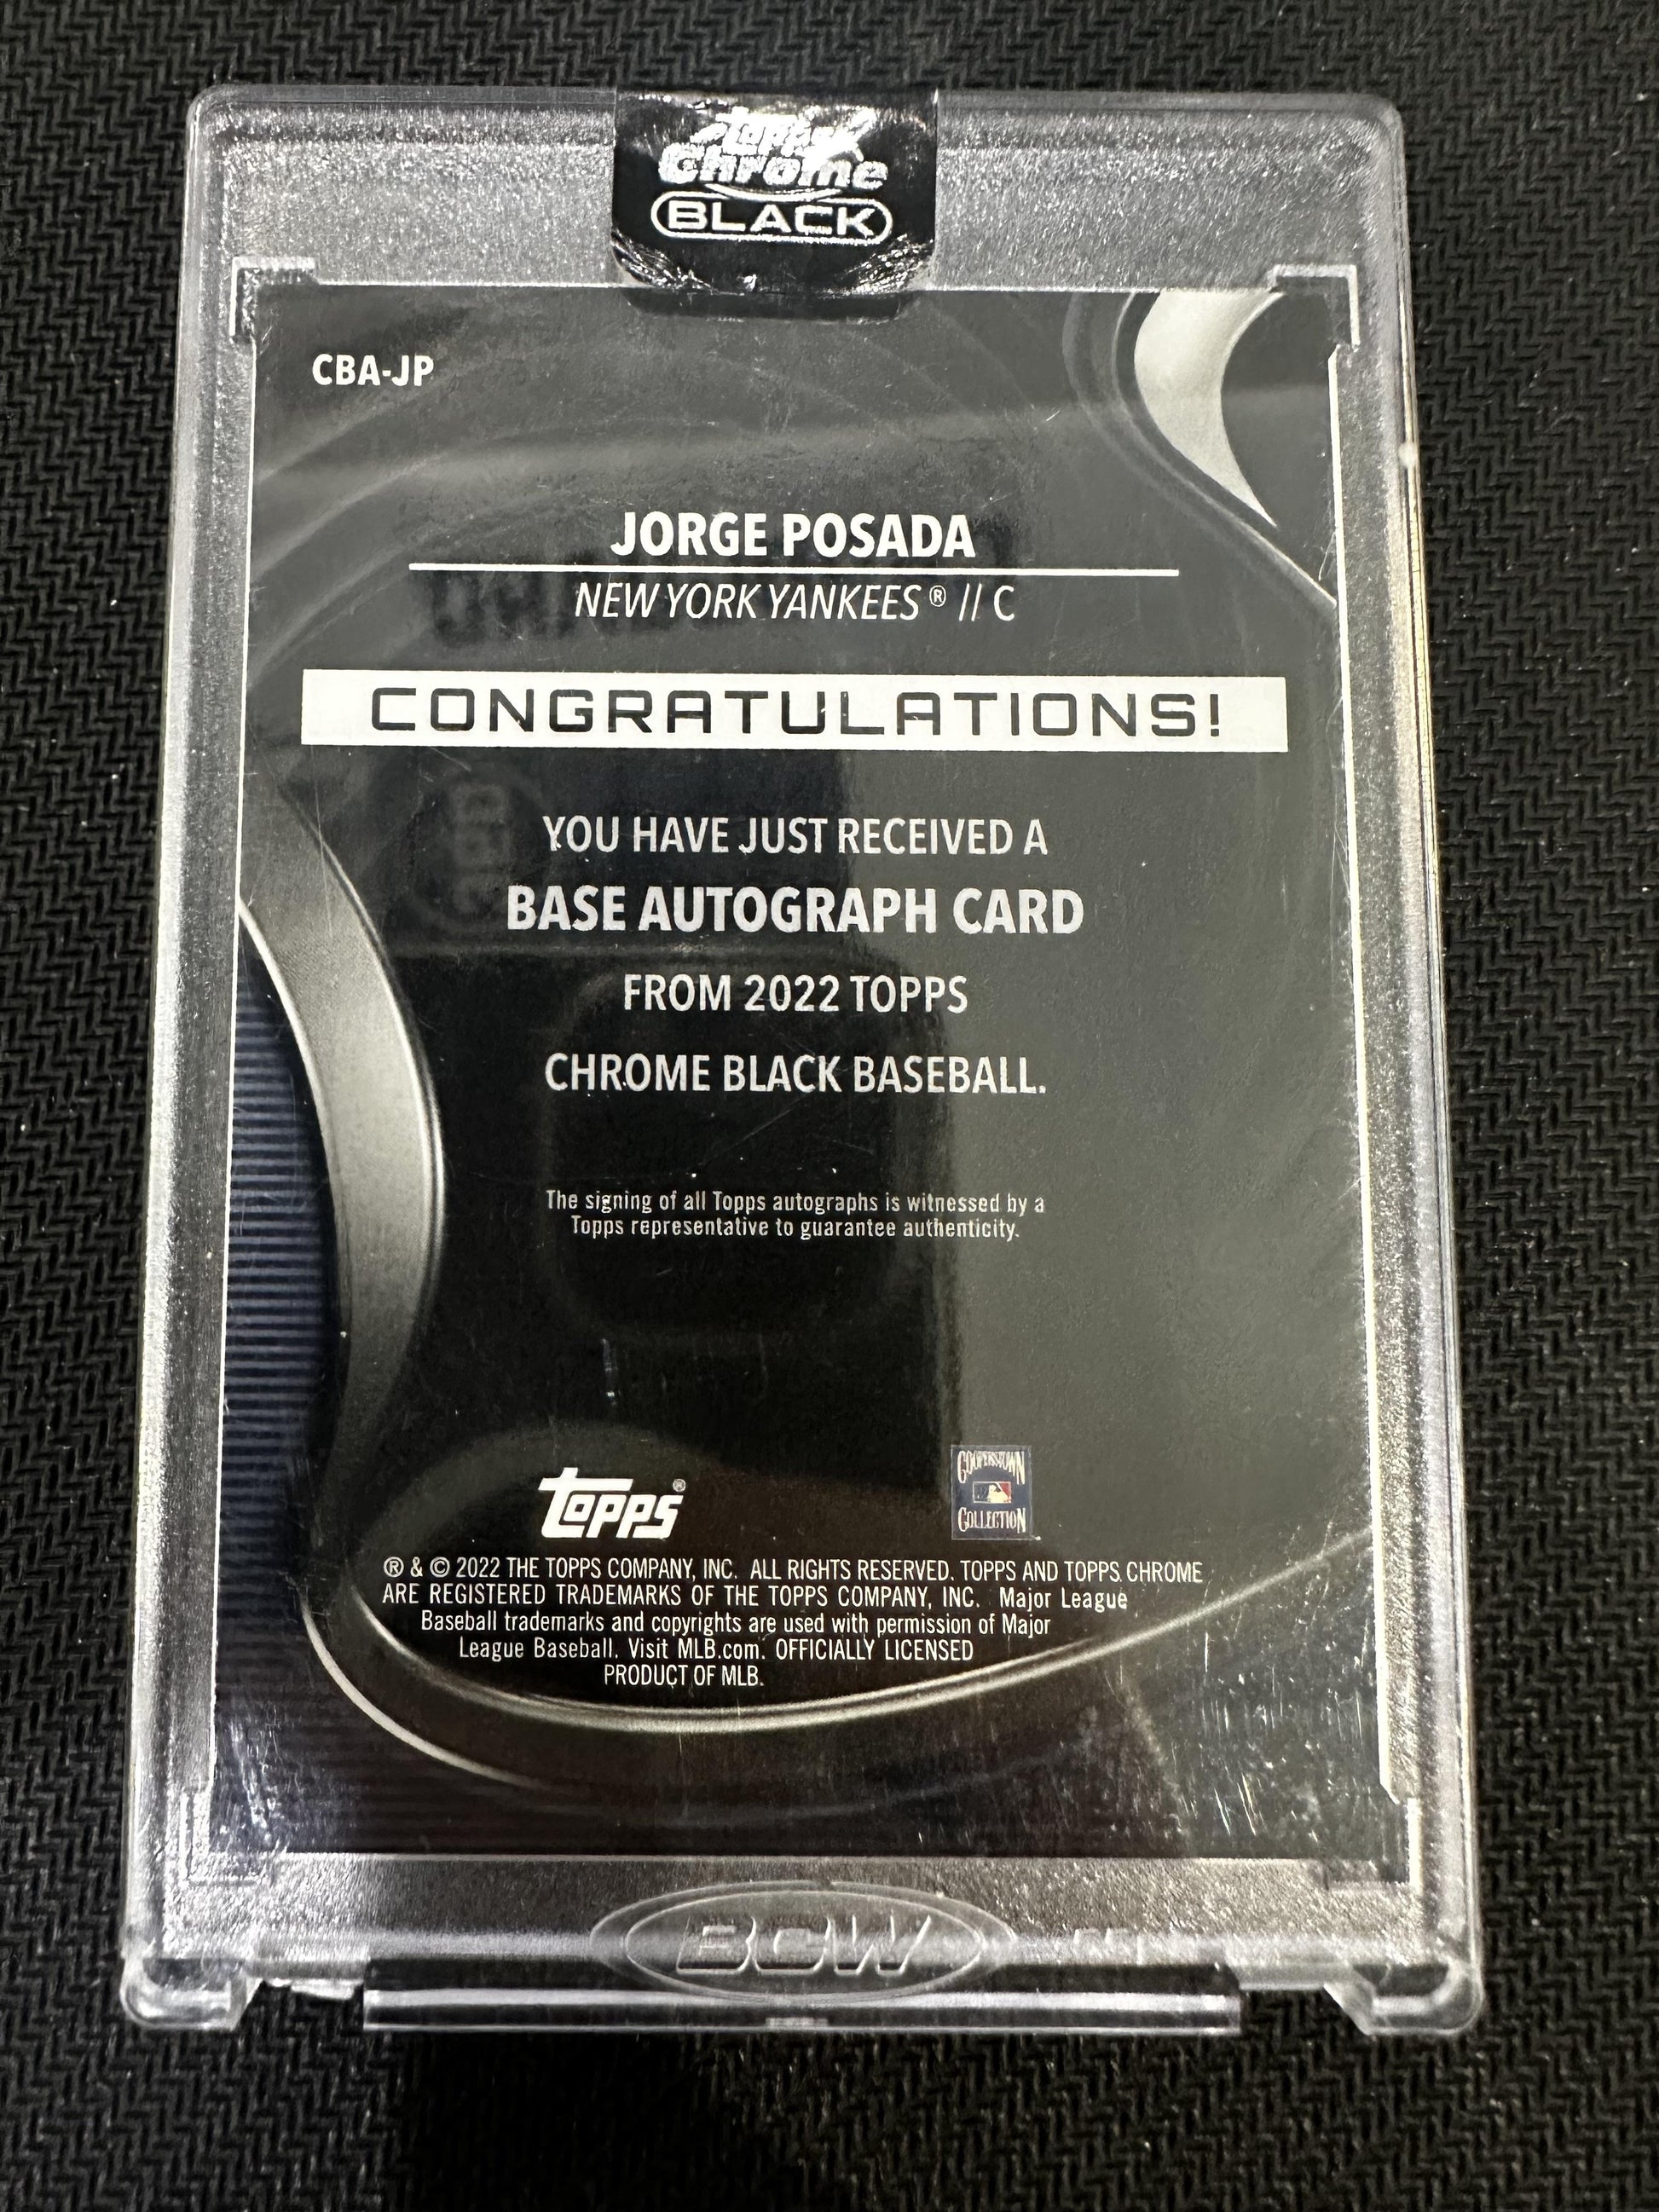 Topps
Chrome
BLACK
CBA-JP
JORGE POSADA
NEW YORK YANKEES® // C
CONGRATULATIONS!
YOU HAVE JUST RECEIVED A
BASE AUTOGRAPH CARD
FROM 2022 TOPPS
CHROME BLACK BASEBALL.
The signing of all Topps autographs is witnessed by a
Topps representative to guarantee authenticity.
topps®
COOPERSTOWN
COLLECTION
® & © 2022 THE TOPPS COMPANY, INC. ALL RIGHTS RESERVED. TOPPS AND TOPPS CHROME
ARE REGISTERED TRADEMARKS OF THE TOPPS COMPANY, INC. Major League
Baseball trademarks and copyrights are used with permission of Major
League Baseball. Visit MLB.com. OFFICIALLY LICENSED
PRODUCT OF MLB.
BCW